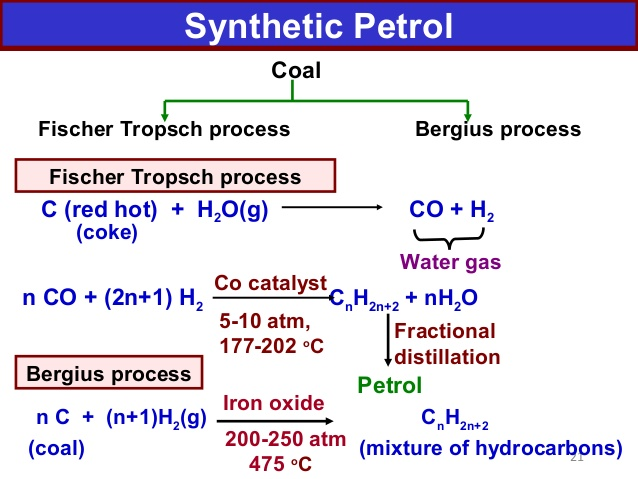 Synthetic Petrol
Coal
Fischer Tropsch process Bergius process
Fischer Tropsch process
C (red hot) + H₂O(g) CO + H₂
(coke)
Water gas
n CO + (2n+1) H₂ Co catalyst CₙH₂ₙ₊₂ + nH₂O
5-10 atm,
177-202 °C
Fractional
distillation
Petrol
Bergius process
n C + (n+1)H₂(g) Iron oxide CₙH₂ₙ₊₂
(coal) 200-250 atm (mixture of hydrocarbons)
475 °C
21